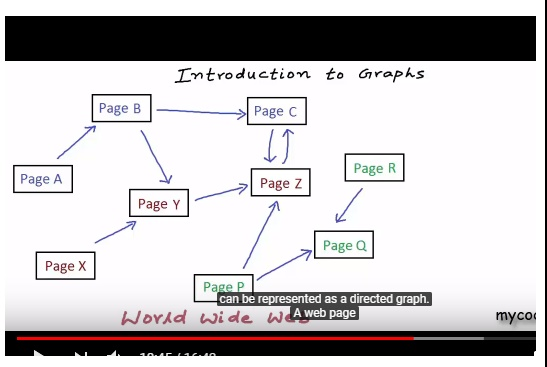 Introduction to Graphs
Page B
Page C
Page A
Page Y
Page Z
Page R
Page X
Page Q
Page P
can be represented as a directed graph.
A web page
World Wide Web
mycod